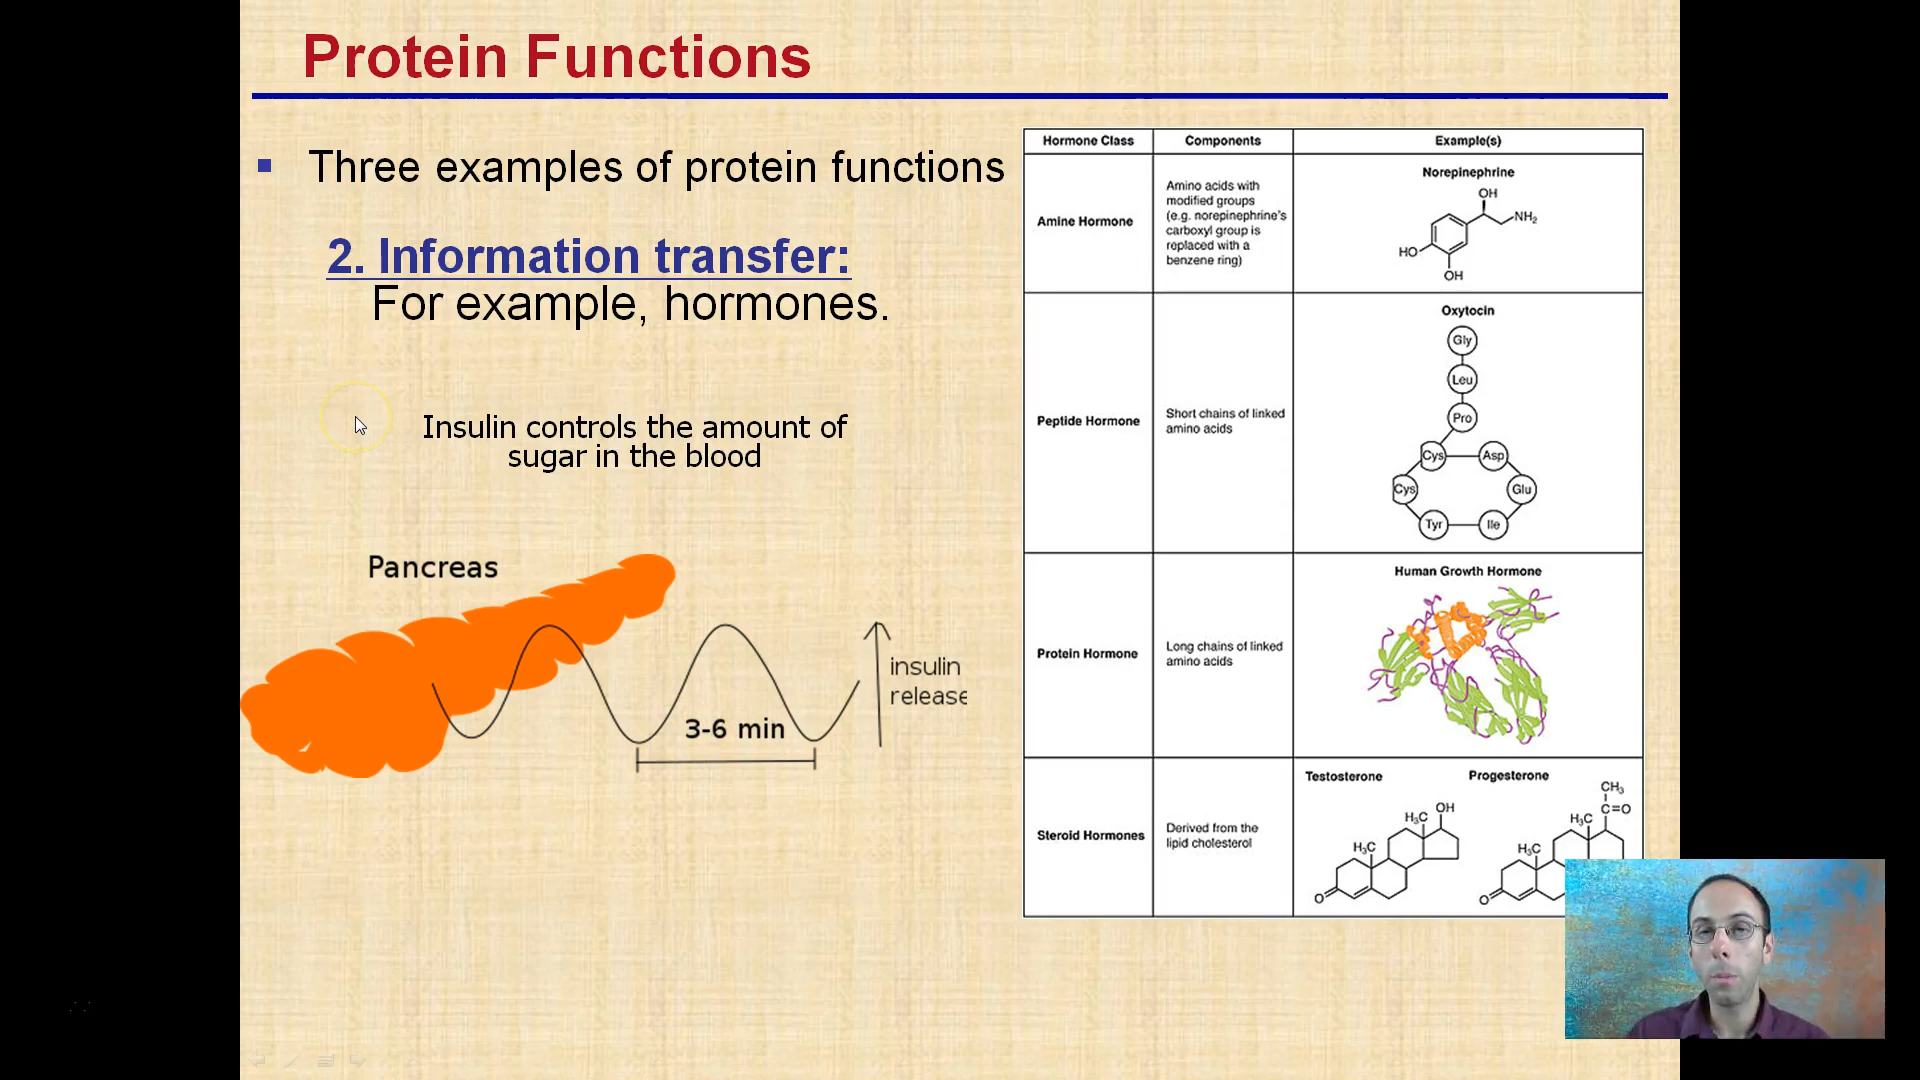 Protein Functions
Three examples of protein functions
2. Information transfer:
For example, hormones.
Insulin controls the amount of
sugar in the blood
Pancreas
3-6 min
insulin
release
Hormone Class
Components
Example(s)
Amine Hormone
Amino acids with
modified groups
(e.g. norepinephrine's
carboxyl group is
replaced with a
benzene ring)
Norepinephrine
OH
NH₂
HO
OH
Peptide Hormone
Short chains of linked
amino acids
Oxytocin
Gly
Leu
Pro
Cys
Asp
Cys
Glu
Tyr
Ile
Protein Hormone
Long chains of linked
amino acids
Human Growth Hormone
Steroid Hormones
Derived from the
lipid cholesterol
Testosterone
OH
H₃C
H₃C
O
Progesterone
CH₃
C=O
H₃C
H₃C
O